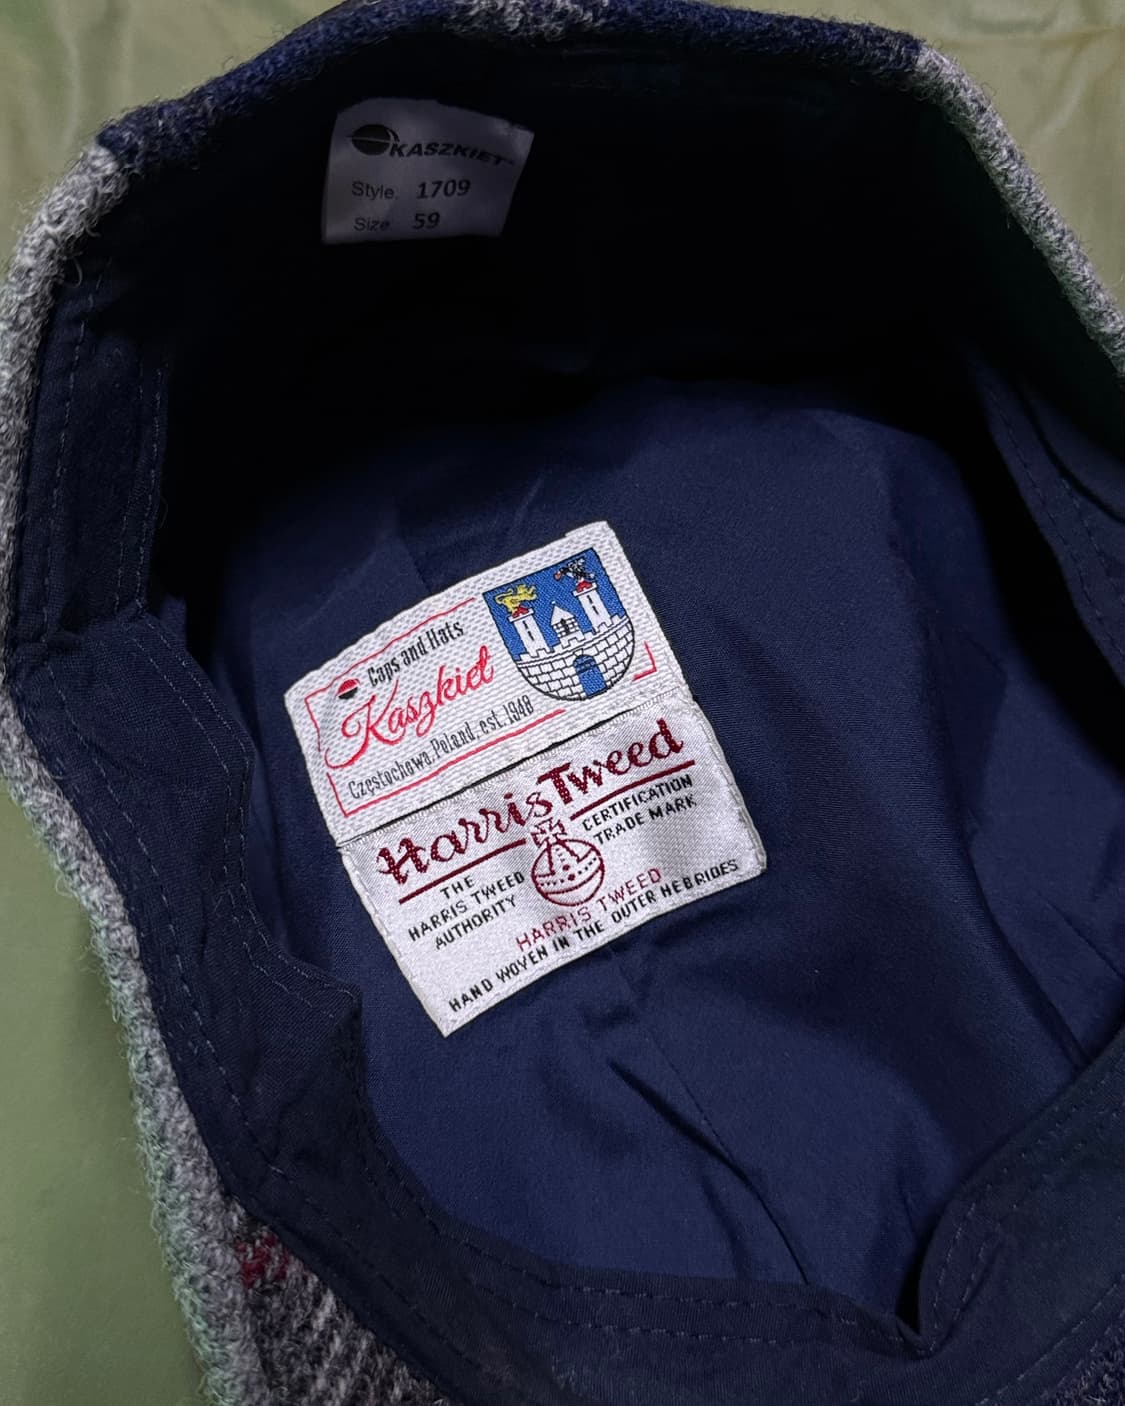 KASZKIET
Style. 1709
Size. 59
Caps and Hats
Kaszkiet
Częstochowa, Poland, est. 1948
Harris Tweed
CERTIFICATION
TRADE MARK
THE
HARRIS TWEED
AUTHORITY
HARRIS TWEED
HAND WOVEN IN THE OUTER HEBRIDES